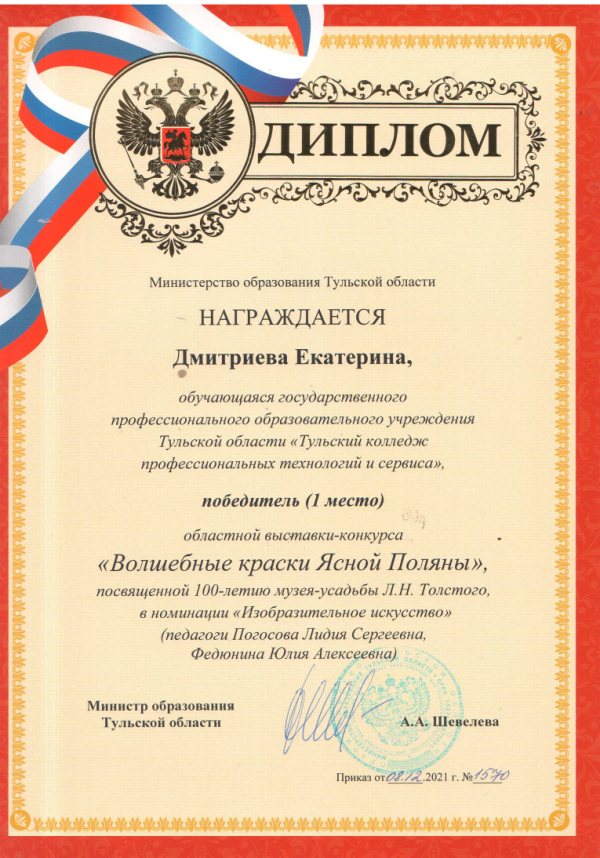 ДИПЛОМ
Министерство образования Тульской области
НАГРАЖДАЕТСЯ
Дмитриева Екатерина,
обучающаяся государственного
профессионального образовательного учреждения
Тульской области «Тульский колледж
профессиональных технологий и сервиса»,
победитель (1 место)
областной выставки-конкурса
«Волшебные краски Ясной Поляны»,
посвященной 100-летию музея-усадьбы Л.Н. Толстого,
в номинации «Изобразительное искусство»
(педагоги Погосова Лидия Сергеевна,
Федюнина Юлия Алексеевна)
Министр образования
Тульской области
А.А. Шевелева
Приказ от 08.12.2021 г. № 1570